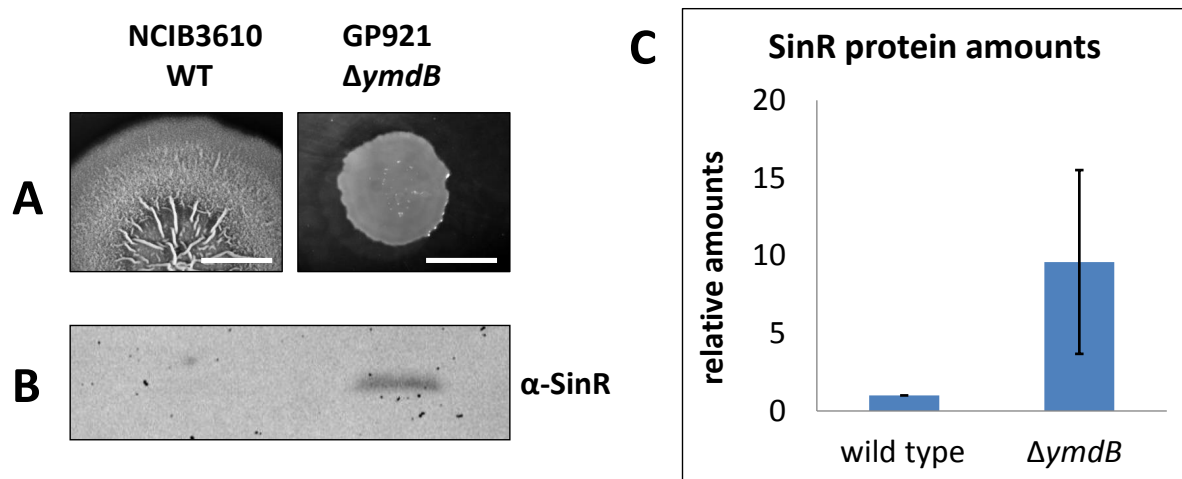 NCIB3610
WT
GP921
ΔymdB
A
B
α-SinR
C
SinR protein amounts
relative amounts
20
15
10
5
0
wild type
ΔymdB